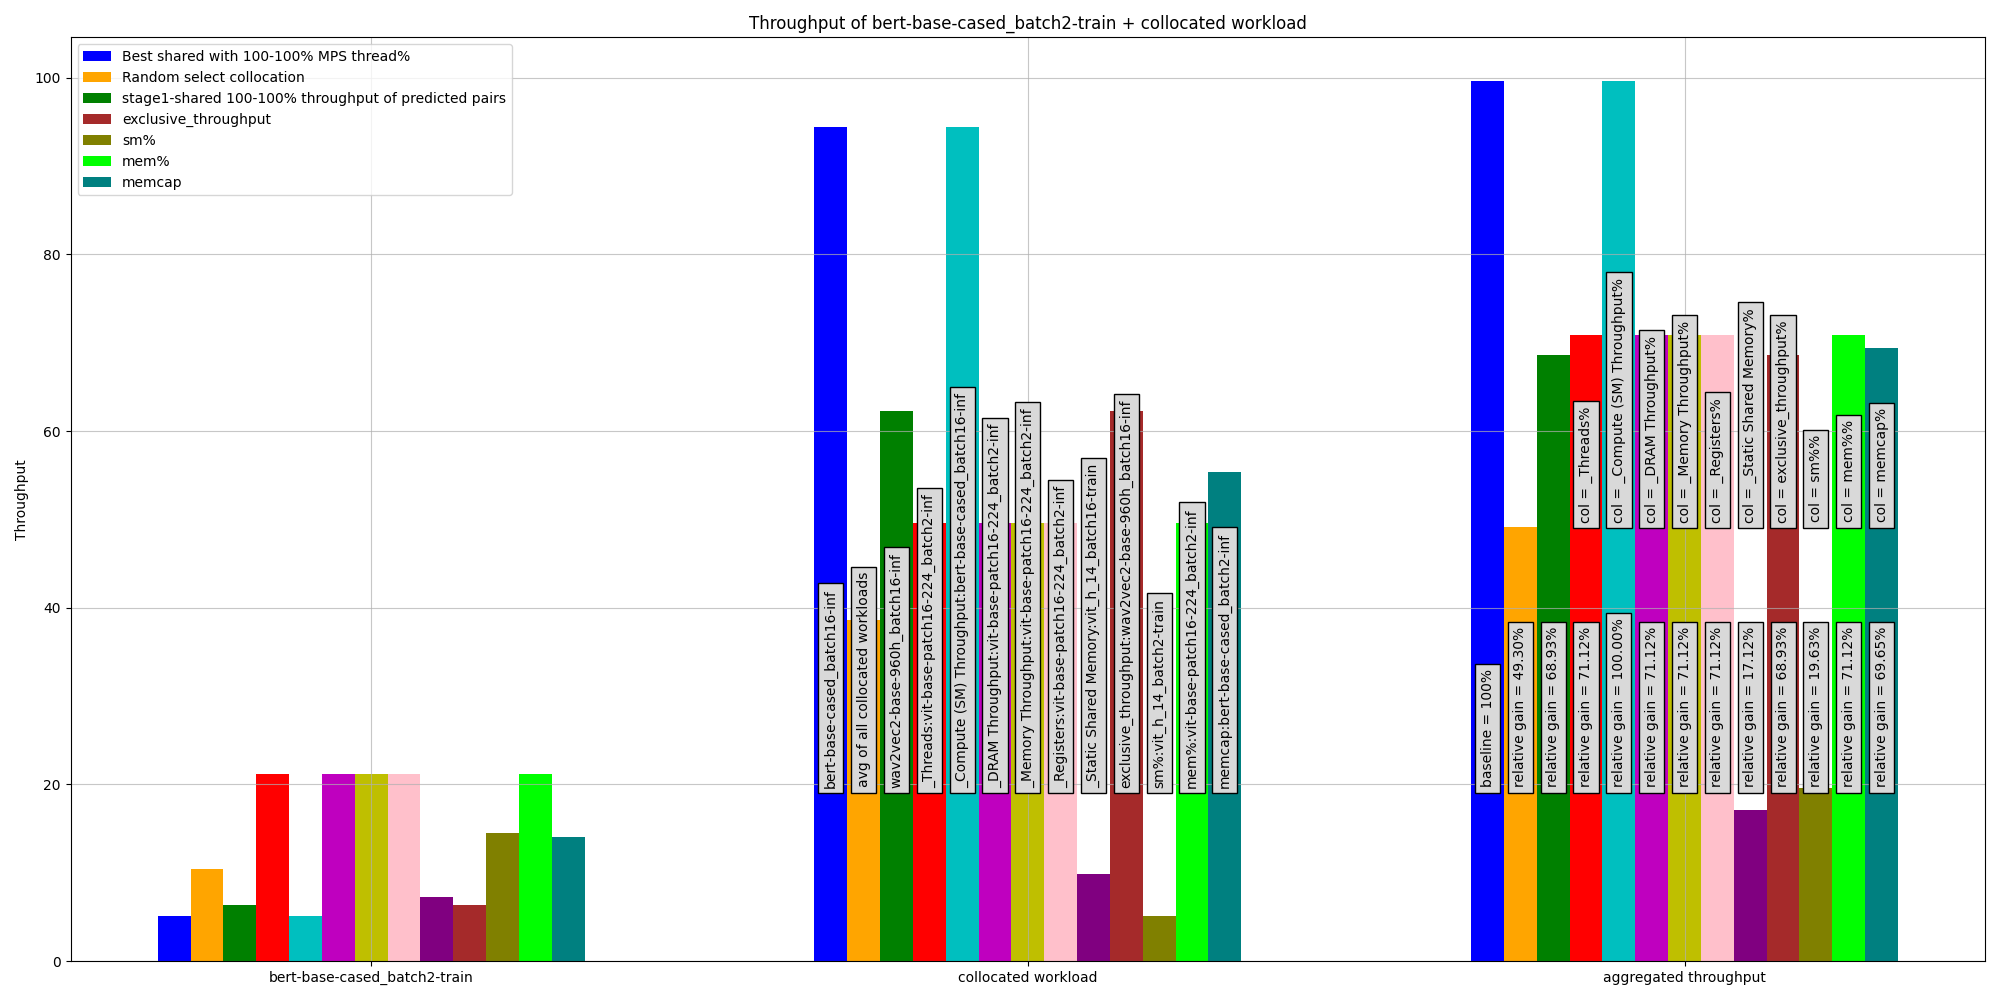 Throughput of bert-base-cased_batch2-train + collocated workload
Best shared with 100-100% MPS thread%
Random select collocation
stage1-shared 100-100% throughput of predicted pairs
exclusive_throughput
sm%
mem%
memcap
Throughput
100
80
60
40
20
0
bert-base-cased_batch16-inf
avg of all collocated workloads
wav2vec2-base-960h_batch16-inf
_Threads:vit-base-patch16-224_batch2-inf
_Compute (SM) Throughput:bert-base-cased_batch16-inf
_DRAM Throughput:vit-base-patch16-224_batch2-inf
_Memory Throughput:vit-base-patch16-224_batch2-inf
_Registers:vit-base-patch16-224_batch2-inf
_Static Shared Memory:vit_h_14_batch16-train
exclusive_throughput:wav2vec2-base-960h_batch16-inf
sm%:vit_h_14_batch2-train
mem%:vit-base-patch16-224_batch2-inf
memcap:bert-base-cased_batch2-inf
col = _Threads%
col = _Compute (SM) Throughput%
col = _DRAM Throughput%
col = _Memory Throughput%
col = _Registers%
col = _Static Shared Memory%
col = exclusive_throughput%
col = sm%%
col = mem%%
col = memcap%
baseline = 100%
relative gain = 49.30%
relative gain = 68.93%
relative gain = 71.12%
relative gain = 100.00%
relative gain = 71.12%
relative gain = 71.12%
relative gain = 71.12%
relative gain = 17.12%
relative gain = 68.93%
relative gain = 19.63%
relative gain = 71.12%
relative gain = 69.65%
bert-base-cased_batch2-train
collocated workload
aggregated throughput